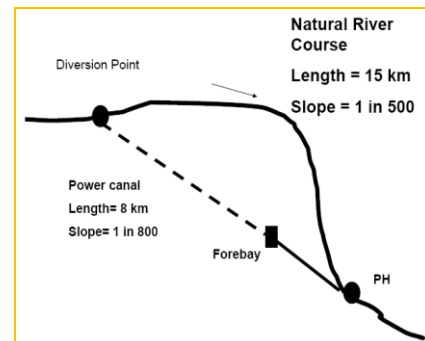 Natural River
Course
Length = 15 km
Slope = 1 in 500
Diversion Point
Power canal
Length= 8 km
Slope= 1 in 800
Forebay
PH